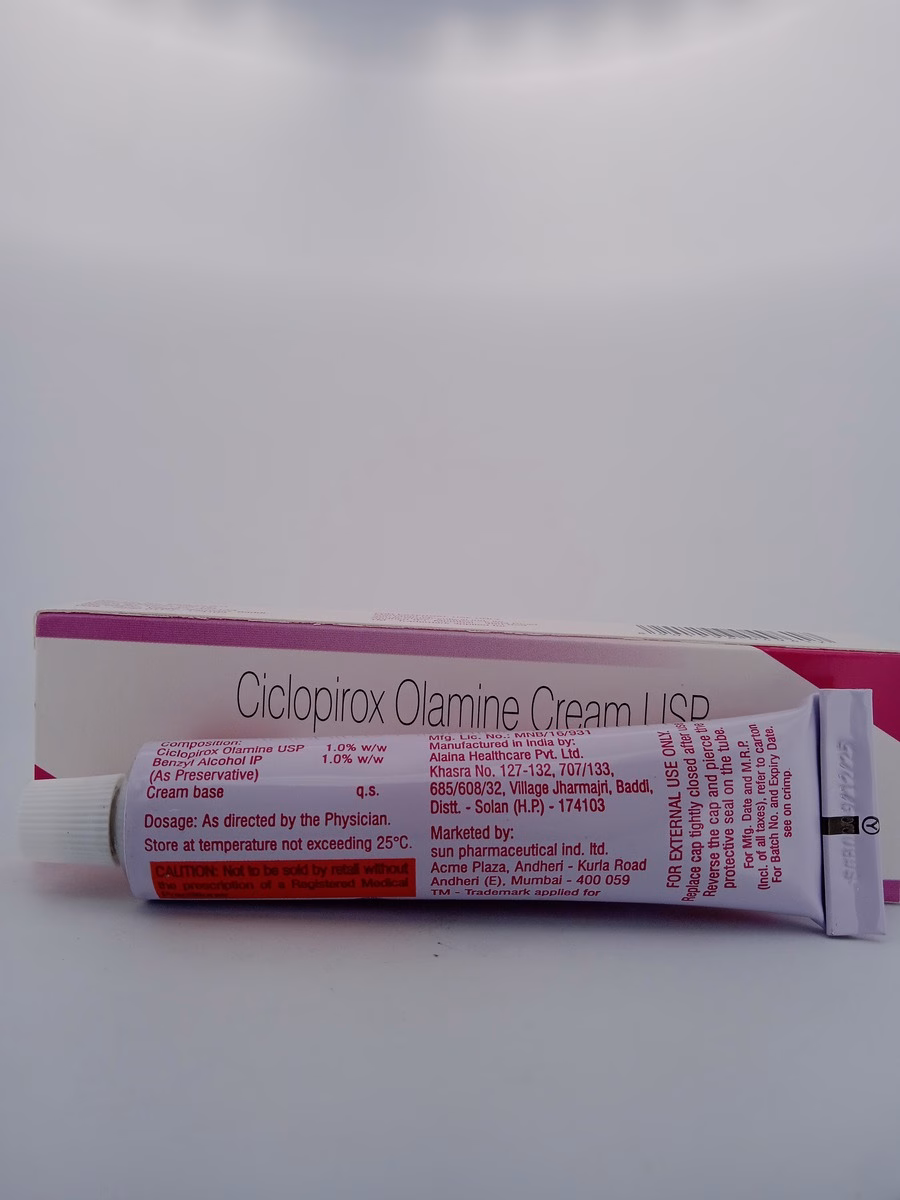 Ciclopirox Olamine Cream USP
Composition:
Ciclopirox Olamine USP 1.0% w/w
Benzyl Alcohol IP 1.0% w/w
(As Preservative)
Cream base q.s.
Dosage: As directed by the Physician.
Store at temperature not exceeding 25°C.
CAUTION: Not to be sold by retail without
the prescription of a Registered Medical
Mfg. Lic. No.: MNB/16/931
Manufactured in India by:
Alaina Healthcare Pvt. Ltd.
Khasra No. 127-132, 707/133,
685/608/32, Village Jharmajri, Baddi,
Distt. - Solan (H.P.) - 174103
Marketed by:
sun pharmaceutical ind. ltd.
Acme Plaza, Andheri - Kurla Road
Andheri (E), Mumbai - 400 059
TM - Trademark applied for
FOR EXTERNAL USE ONLY.
Replace cap tightly closed after
Reverse the cap and pierce the
protective seal on the tube.
For Mfg. Date and M.R.P.
(Incl. of all taxes), refer to carton
For Batch No. and Expiry Date.
see on crimp.